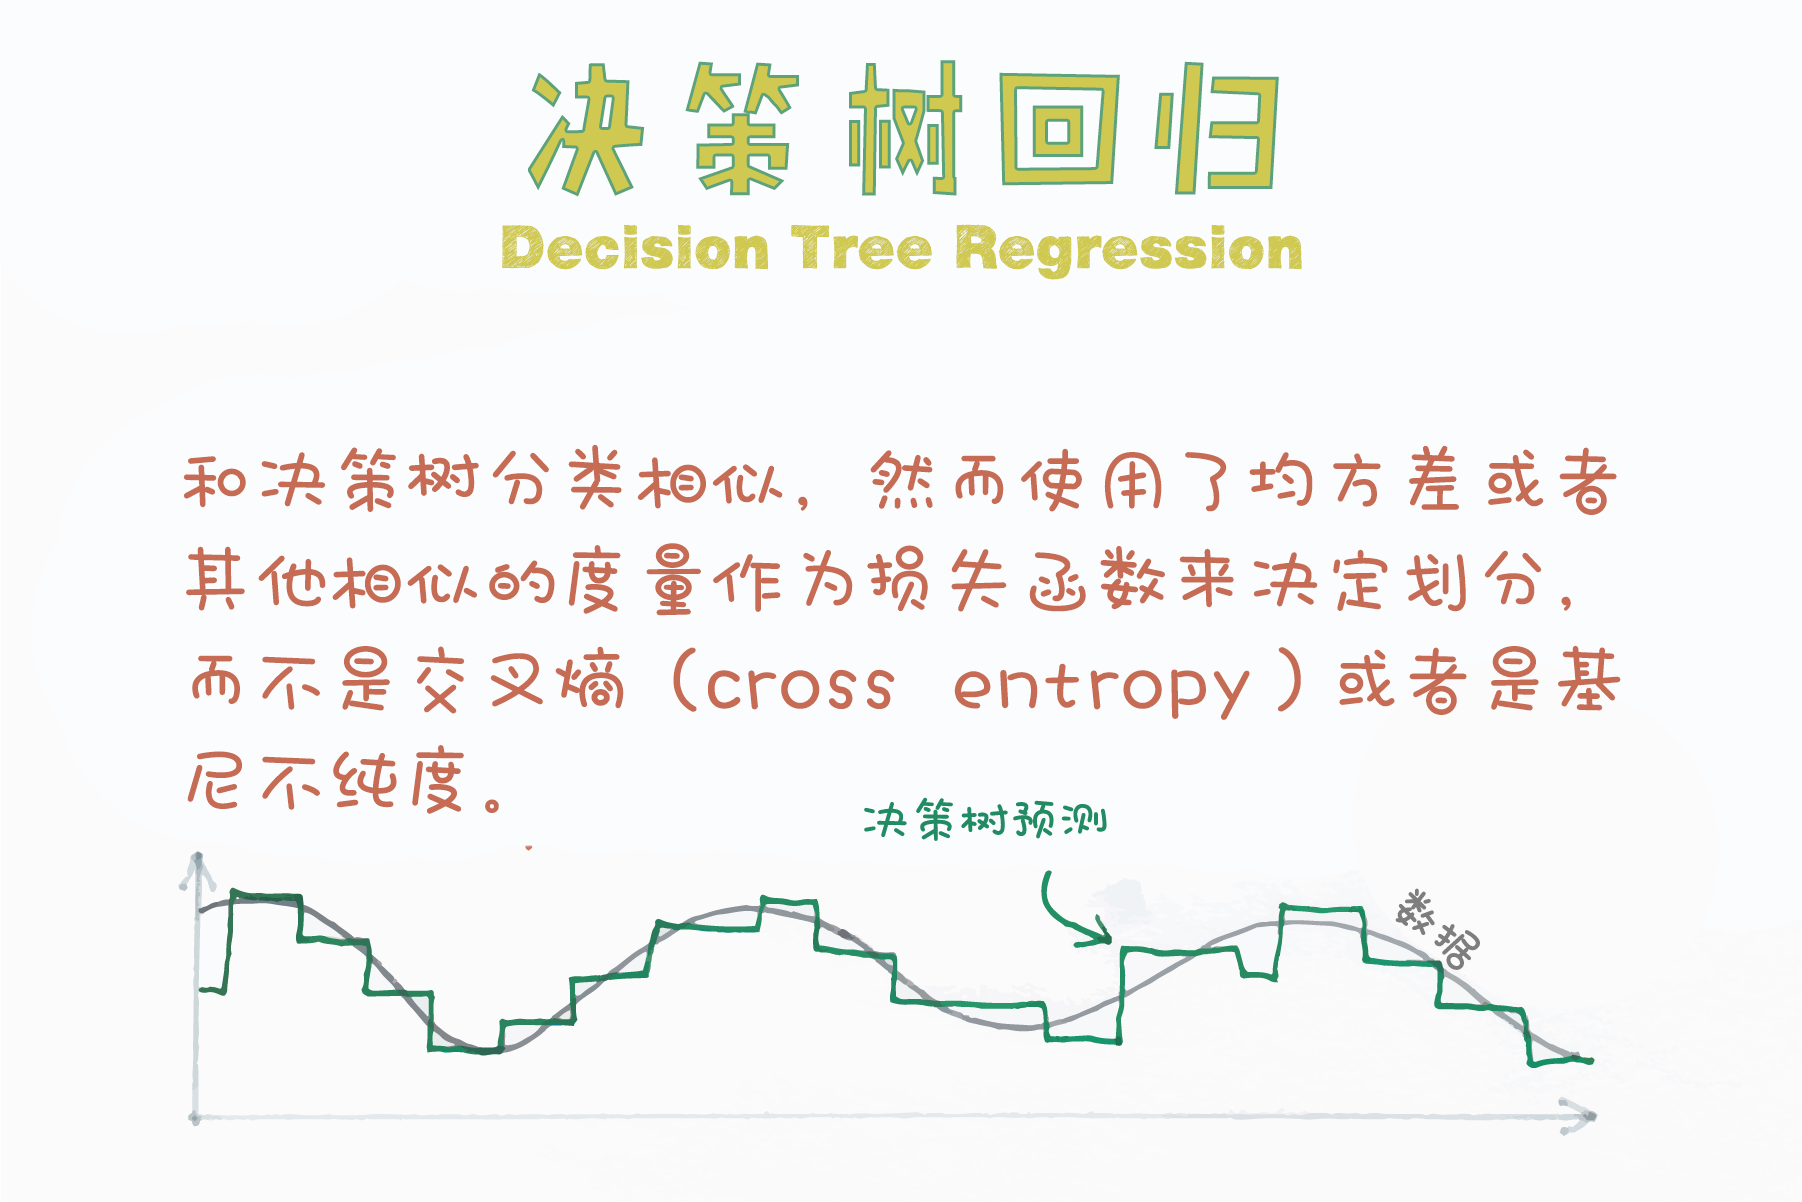 决策树回归
Decision Tree Regression
和决策树分类相似，然而使用了均方差或者
其他相似的度量作为损失函数来决定划分，
而不是交叉熵（cross entropy）或者是基
尼不纯度。
决策树预测
数据